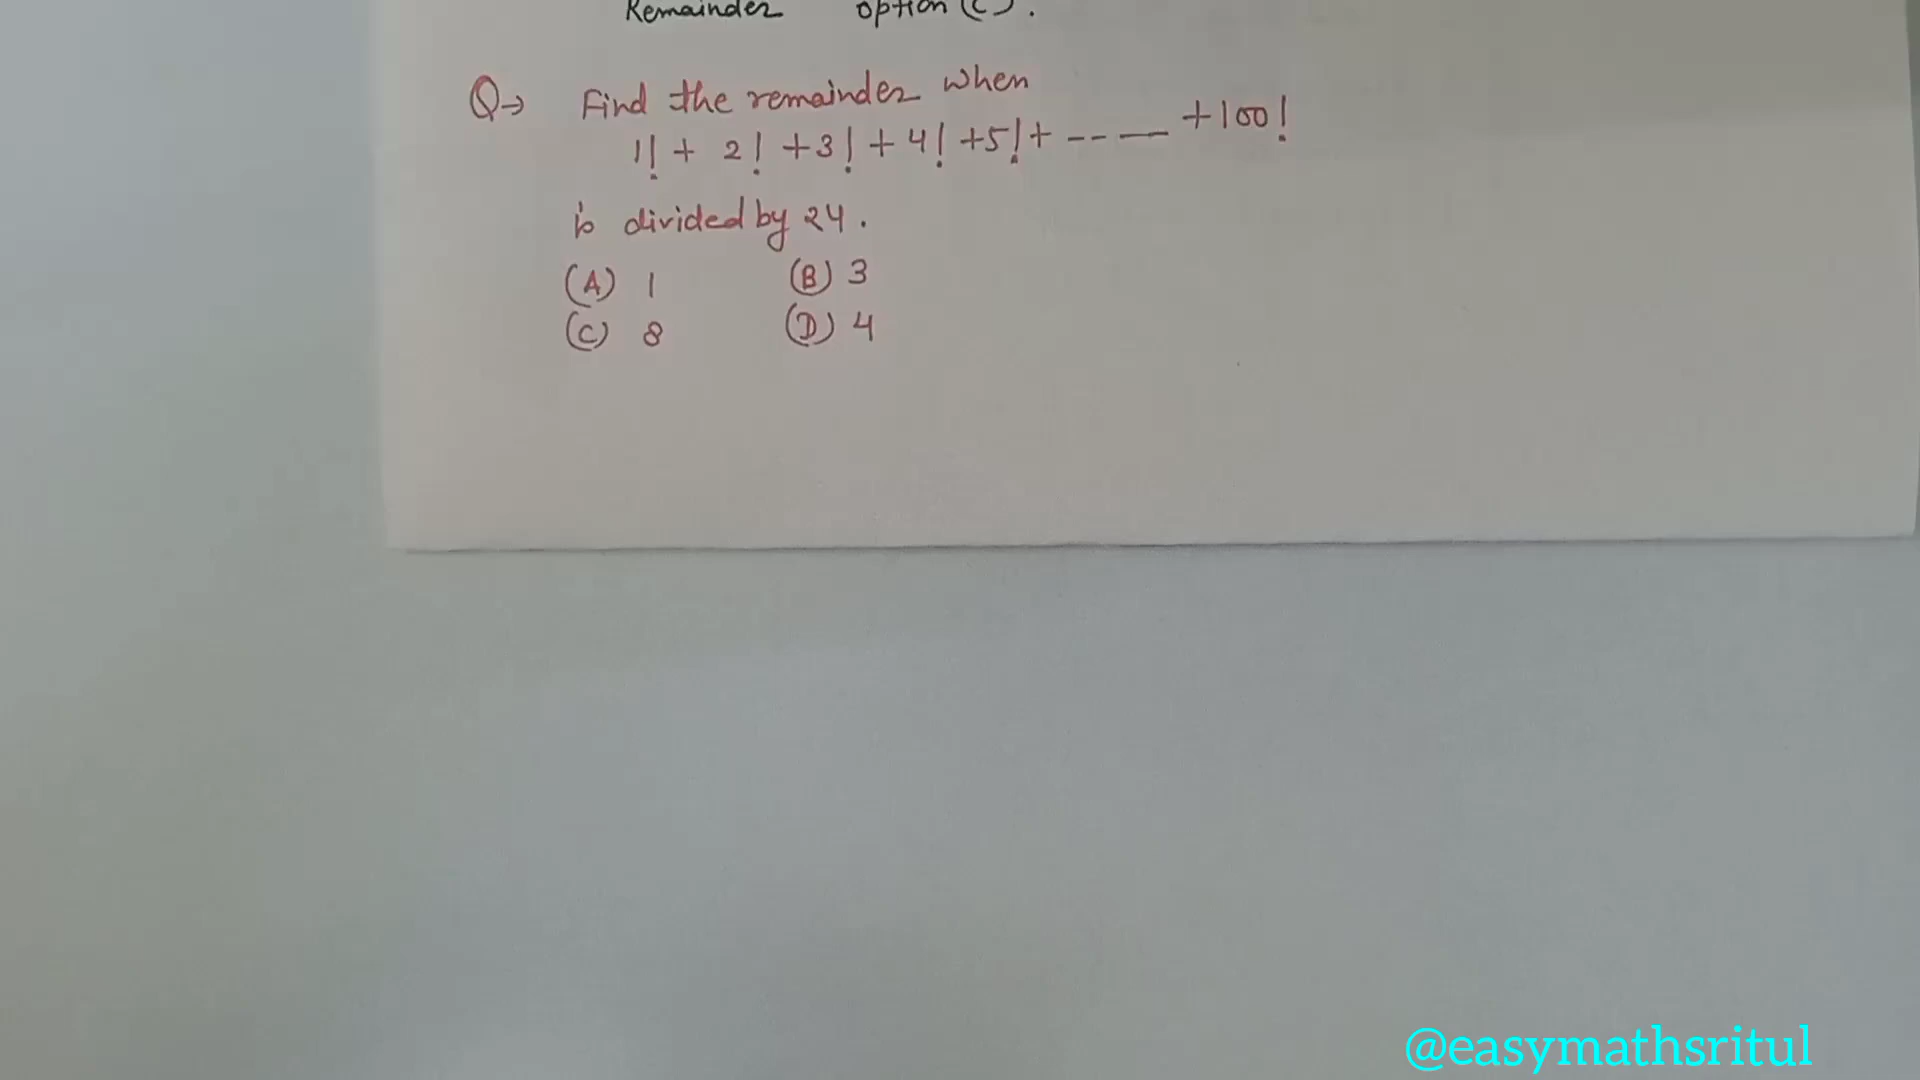 Remainder option (C).
Q→ Find the remainder when
1! + 2! + 3! + 4! + 5! + ---- + 100!
is divided by 24.
(A) 1 (B) 3
(C) 8 (D) 4
@easymathsritul